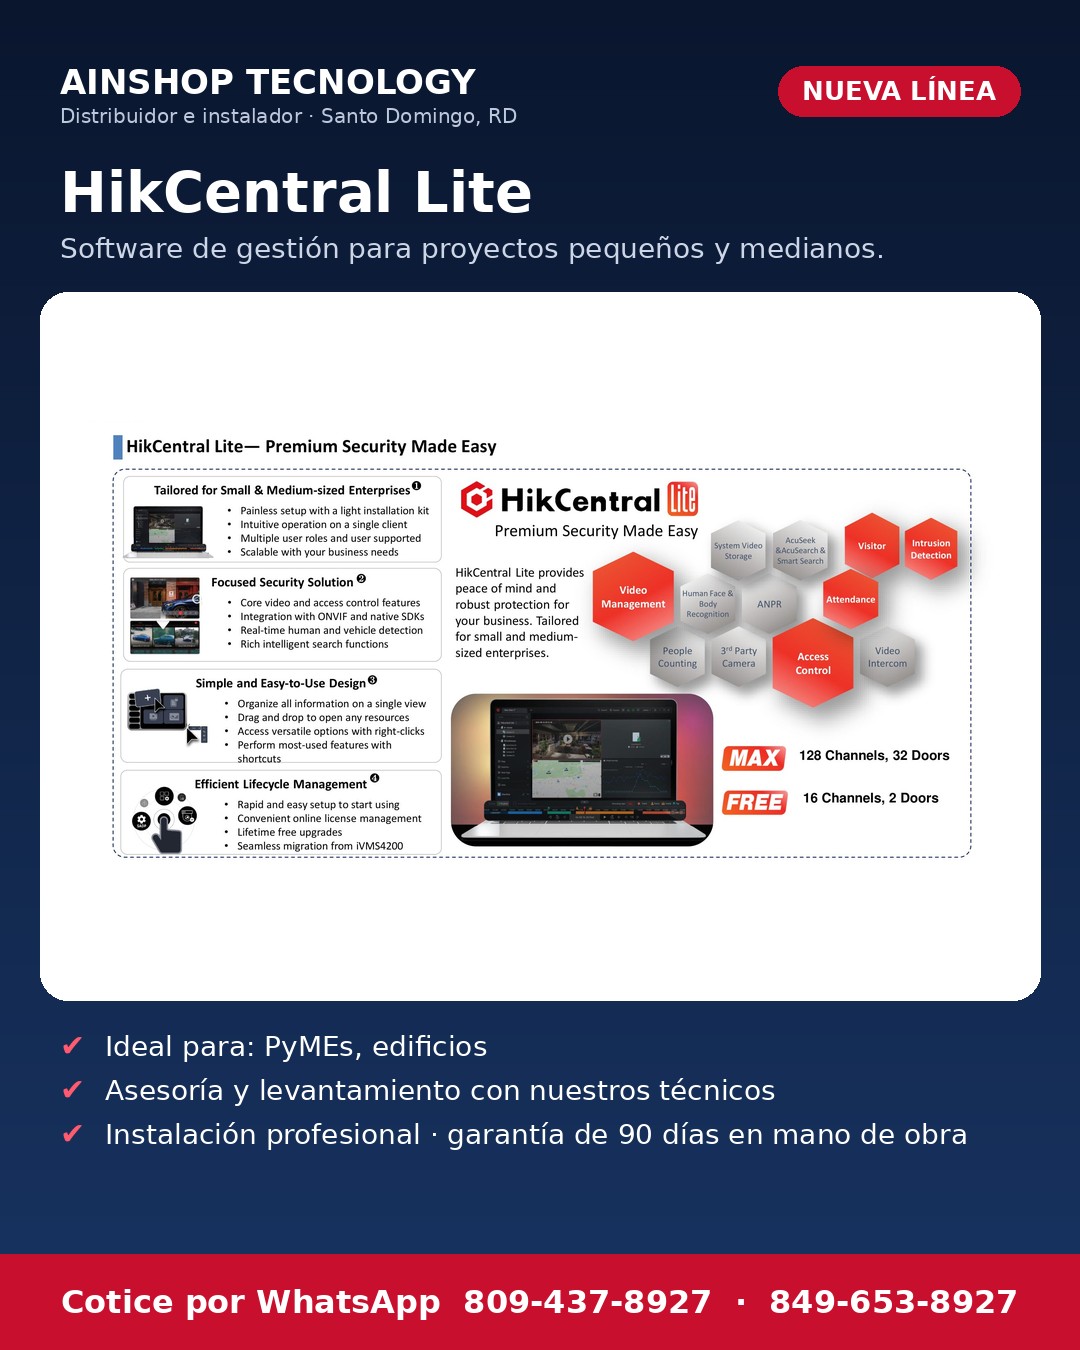 AINSHOP TECNOLOGY
NUEVA LÍNEA
Distribuidor e instalador · Santo Domingo, RD
HikCentral Lite
Software de gestión para proyectos pequeños y medianos.
HikCentral Lite— Premium Security Made Easy
Tailored for Small & Medium-sized Enterprises ❶
• Painless setup with a light installation kit
• Intuitive operation on a single client
• Multiple user roles and user supported
• Scalable with your business needs
Focused Security Solution ❷
• Core video and access control features
• Integration with ONVIF and native SDKs
• Real-time human and vehicle detection
• Rich intelligent search functions
Simple and Easy-to-Use Design ❸
• Organize all information on a single view
• Drag and drop to open any resources
• Access versatile options with right-clicks
• Perform most-used features with
shortcuts
Efficient Lifecycle Management ❹
• Rapid and easy setup to start using
• Convenient online license management
• Lifetime free upgrades
• Seamless migration from iVMS4200
HikCentral Lite
Premium Security Made Easy
HikCentral Lite provides
peace of mind and
robust protection for
your business. Tailored
for small and medium-
sized enterprises.
System Video
Storage
AcuSeek
&AcuSearch &
Smart Search
Visitor
Intrusion
Detection
Video
Management
Human Face &
Body
Recognition
ANPR
Attendance
People
Counting
3rd Party
Camera
Access
Control
Video
Intercom
MAX 128 Channels, 32 Doors
FREE 16 Channels, 2 Doors
✔ Ideal para: PyMEs, edificios
✔ Asesoría y levantamiento con nuestros técnicos
✔ Instalación profesional · garantía de 90 días en mano de obra
Cotice por WhatsApp 809-437-8927 · 849-653-8927